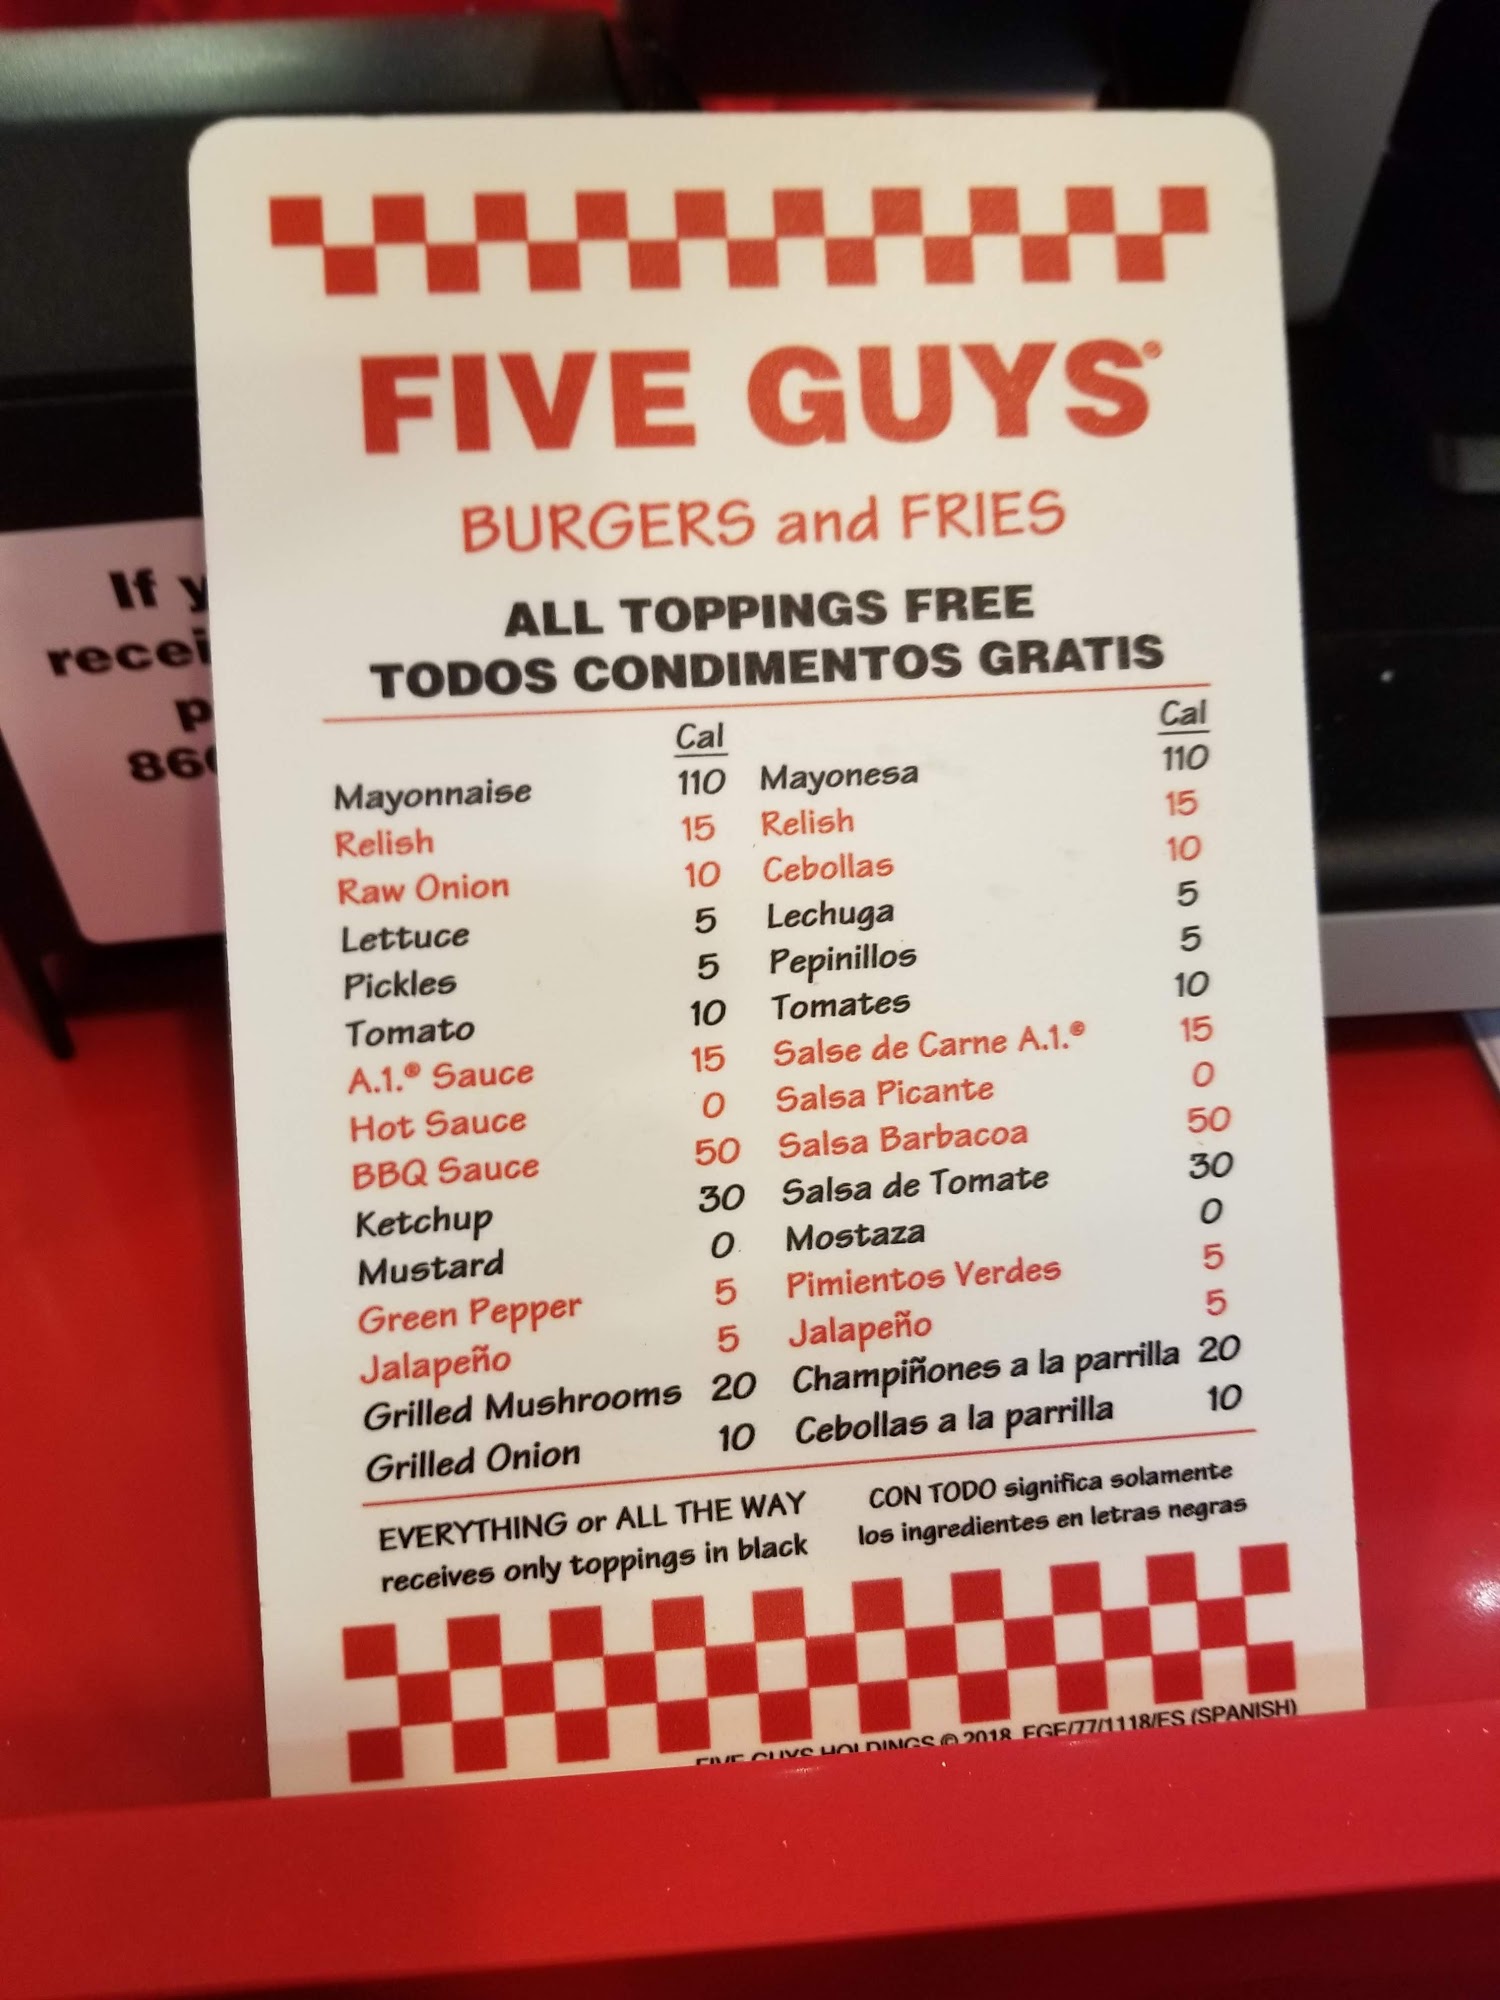 FIVE GUYS®
BURGERS and FRIES
ALL TOPPINGS FREE
TODOS CONDIMENTOS GRATIS
Cal Cal
Mayonnaise 110 Mayonesa 110
Relish 15 Relish 15
Raw Onion 10 Cebollas 10
Lettuce 5 Lechuga 5
Pickles 5 Pepinillos 5
Tomato 10 Tomates 10
A.1.® Sauce 15 Salse de Carne A.1.® 15
Hot Sauce 0 Salsa Picante 0
BBQ Sauce 50 Salsa Barbacoa 50
Ketchup 30 Salsa de Tomate 30
Mustard 0 Mostaza 0
Green Pepper 5 Pimientos Verdes 5
Jalapeño 5 Jalapeño 5
Grilled Mushrooms 20 Champiñones a la parrilla 20
Grilled Onion 10 Cebollas a la parrilla 10
EVERYTHING or ALL THE WAY
receives only toppings in black
CON TODO significa solamente
los ingredientes en letras negras
FIVE GUYS HOLDINGS © 2018 FGE/77/1118/ES (SPANISH)
If